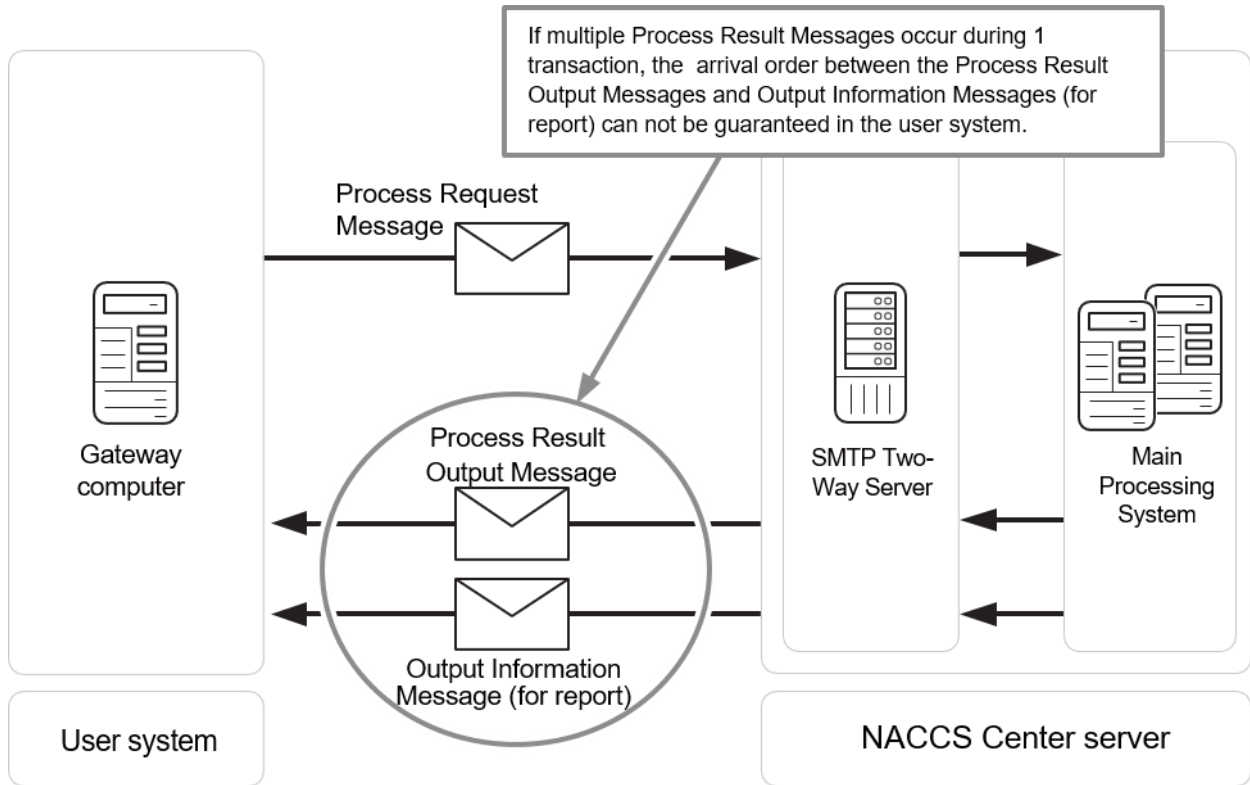 If multiple Process Result Messages occur during 1
transaction, the arrival order between the Process Result
Output Messages and Output Information Messages (for
report) can not be guaranteed in the user system.
Process Request
Message
Gateway
computer
SMTP Two-
Way Server
Main
Processing
System
Process Result
Output Message
Output Information
Message (for report)
User system
NACCS Center server